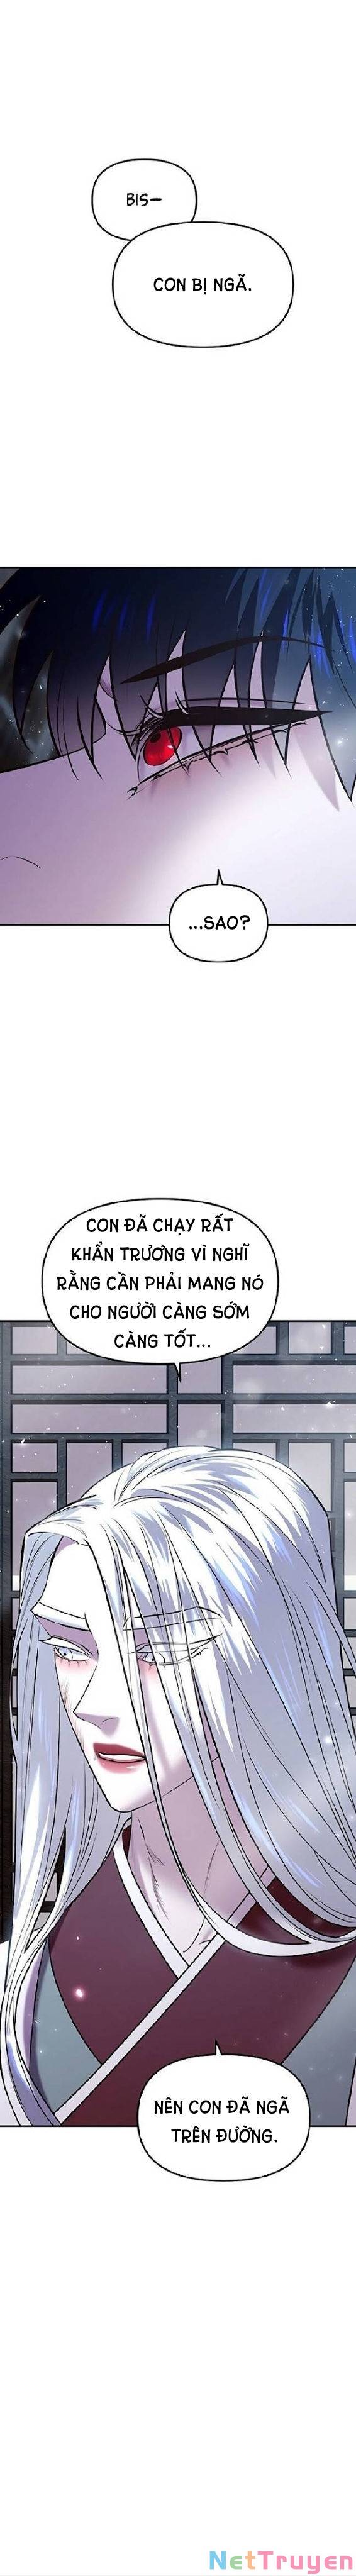 BIS-
CON BỊ NGÃ.
...SAO?
CON ĐÃ CHẠY RẤT
KHẨN TRƯƠNG VÌ NGHĨ
RẰNG CẦN PHẢI MANG NÓ
CHO NGƯỜI CÀNG SỚM
CÀNG TỐT...
NÊN CON ĐÃ NGÃ
TRÊN ĐƯỜNG.
NetTruyen